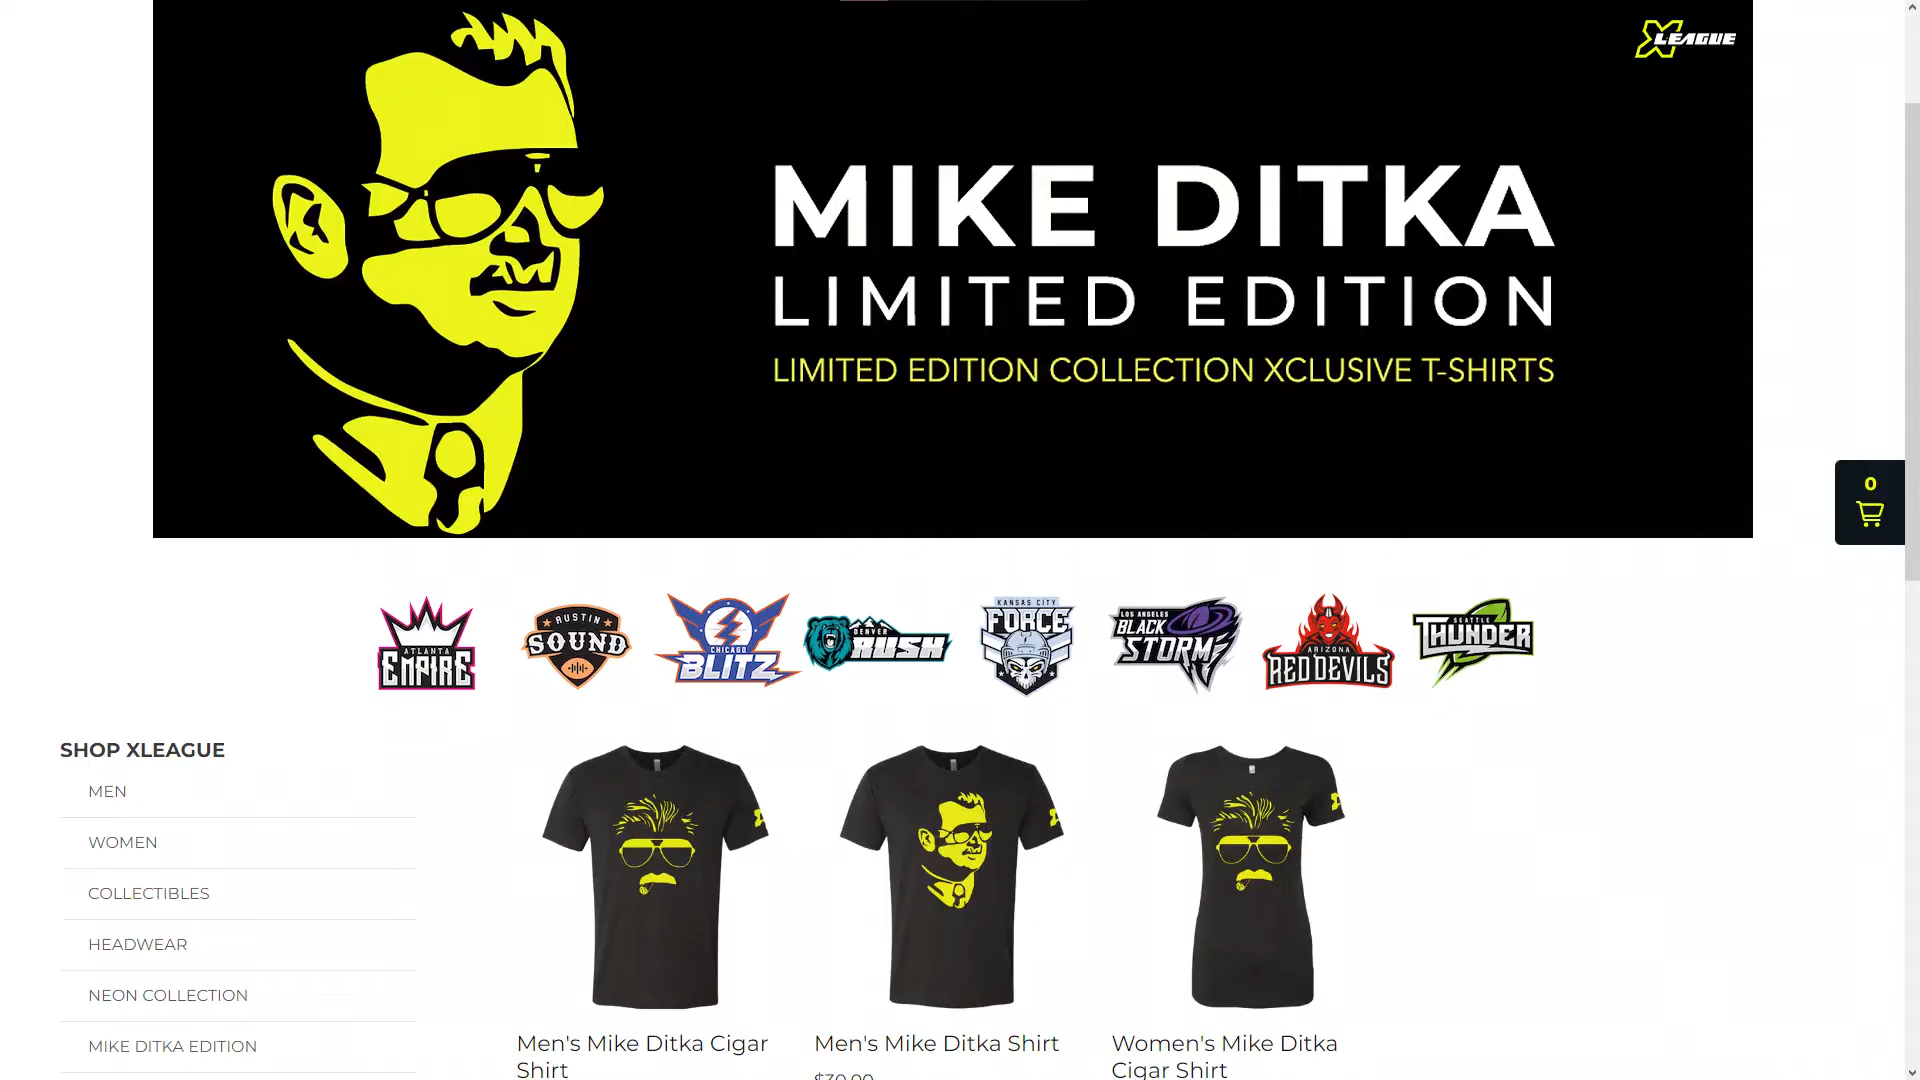 XLEAGUE
MIKE DITKA
LIMITED EDITION
LIMITED EDITION COLLECTION XCLUSIVE T-SHIRTS
0
ATLANTA
EMPIRE
AUSTIN
SOUND
CHICAGO
BLITZ
DENVER
RUSH
KANSAS CITY
FORCE
LOS ANGELES
BLACK
STORM
ARIZONA
RED DEVILS
SEATTLE
THUNDER
SHOP XLEAGUE
MEN
WOMEN
COLLECTIBLES
HEADWEAR
NEON COLLECTION
MIKE DITKA EDITION
Men's Mike Ditka Cigar
Shirt
Men's Mike Ditka Shirt
Women's Mike Ditka
Cigar Shirt